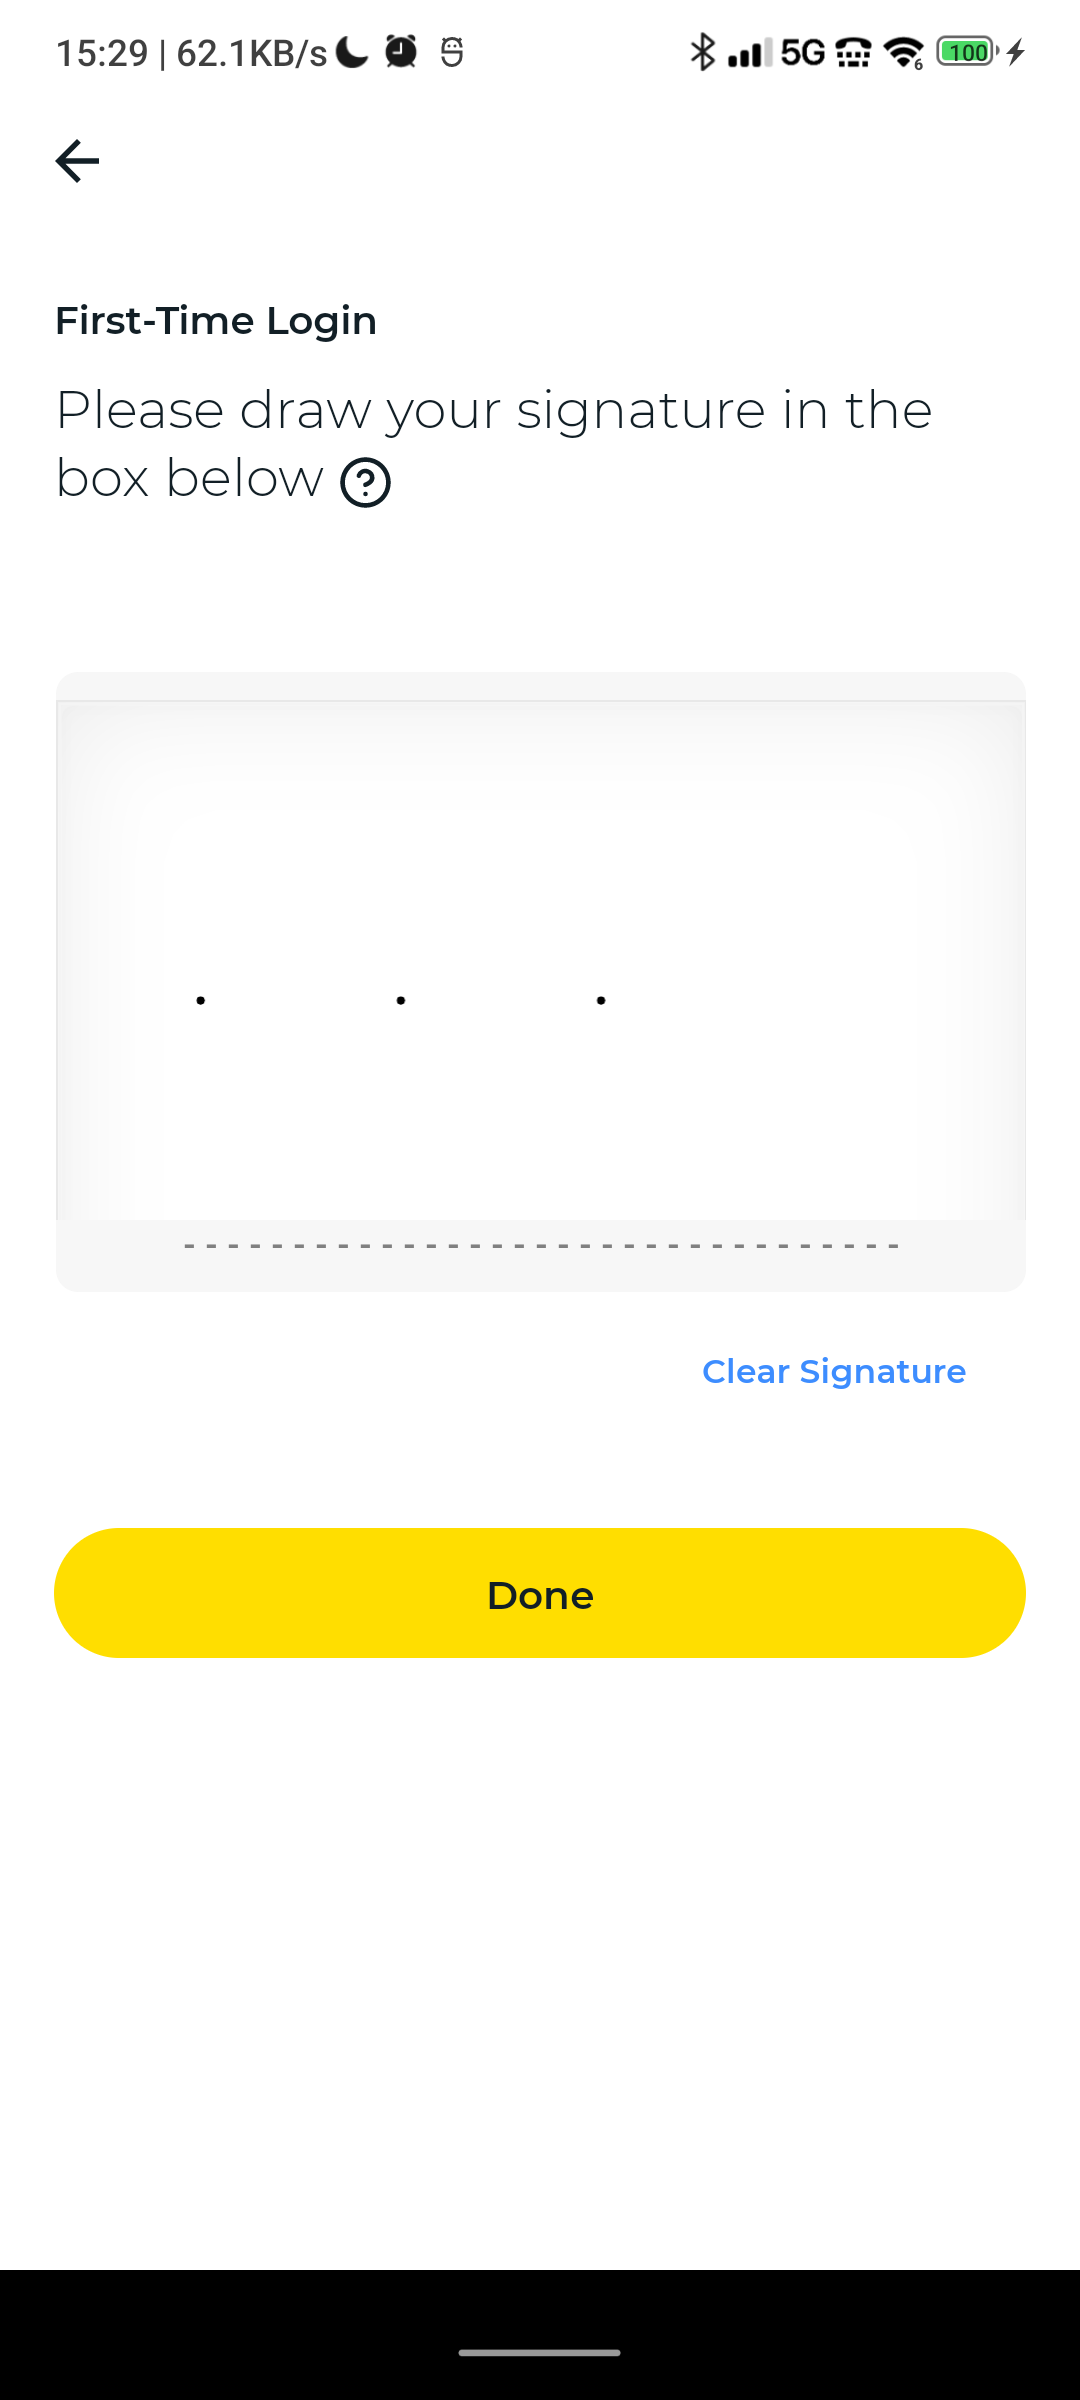 15:29 | 62.1KB/s 5G 6 100
First-Time Login
Please draw your signature in the
box below ?
Clear Signature
Done